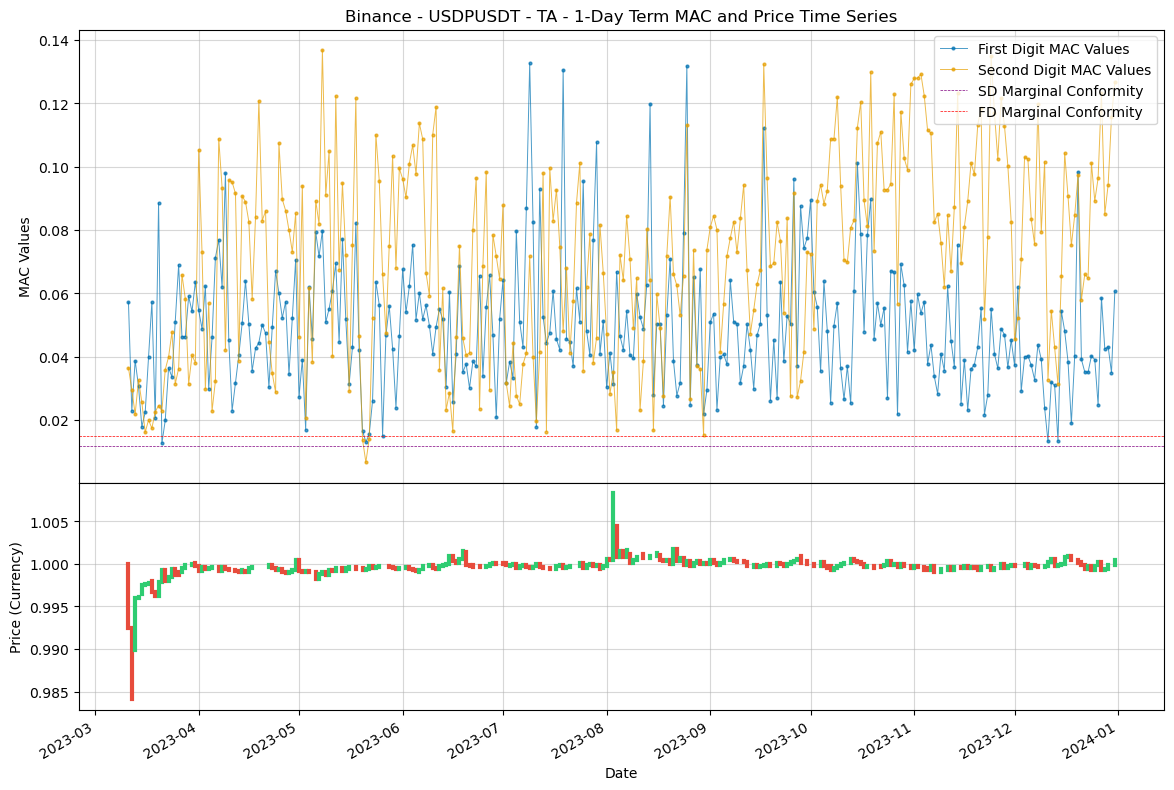 Binance - USDPUSDT - TA - 1-Day Term MAC and Price Time Series
First Digit MAC Values
Second Digit MAC Values
SD Marginal Conformity
FD Marginal Conformity
MAC Values
0.14
0.12
0.10
0.08
0.06
0.04
0.02
Price (Currency)
1.005
1.000
0.995
0.990
0.985
2023-03
2023-04
2023-05
2023-06
2023-07
2023-08
2023-09
2023-10
2023-11
2023-12
2024-01
Date